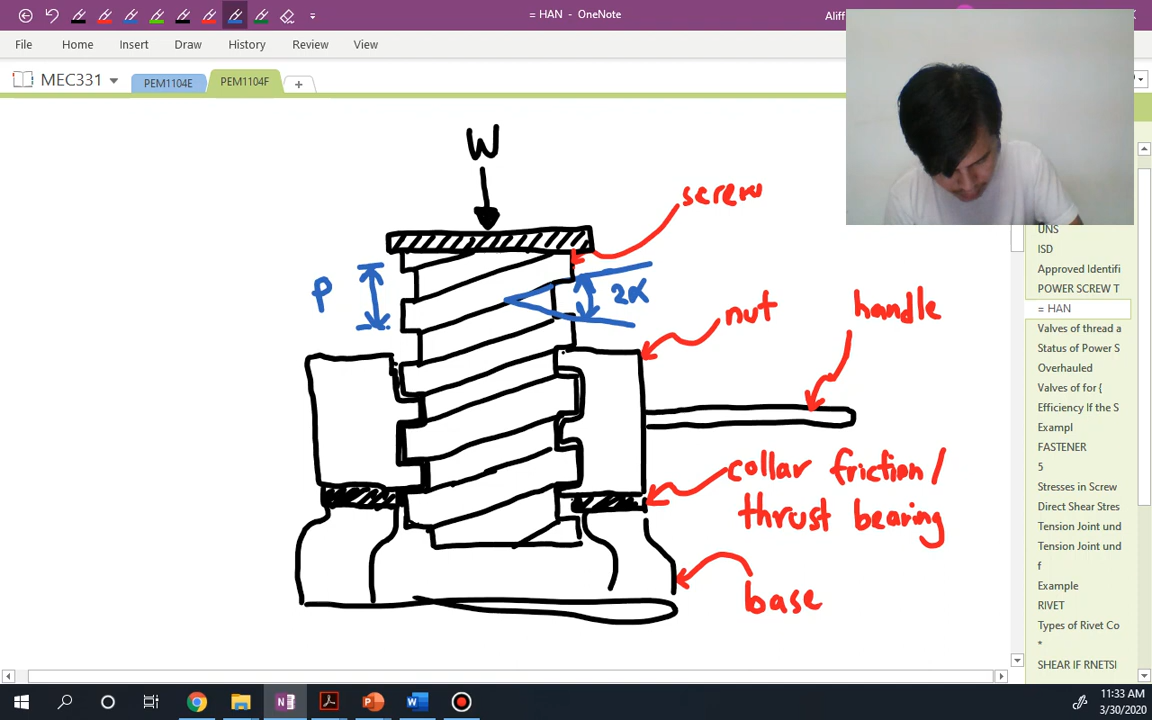 = HAN - OneNote
Aliff
File Home Insert Draw History Review View
MEC331
PEM1104E
PEM1104F
W
screw
P
2α
nut
handle
collar friction/
thrust bearing
base
UNS
ISD
Approved Identifi
POWER SCREW T
= HAN
Valves of thread a
Status of Power S
Overhauled
Valves of for {
Efficiency If the S
Exampl
FASTENER
5
Stresses in Screw
Direct Shear Stres
Tension Joint und
Tension Joint und
f
Example
RIVET
Types of Rivet Co
*
SHEAR IF RNETSI
11:33 AM
3/30/2020